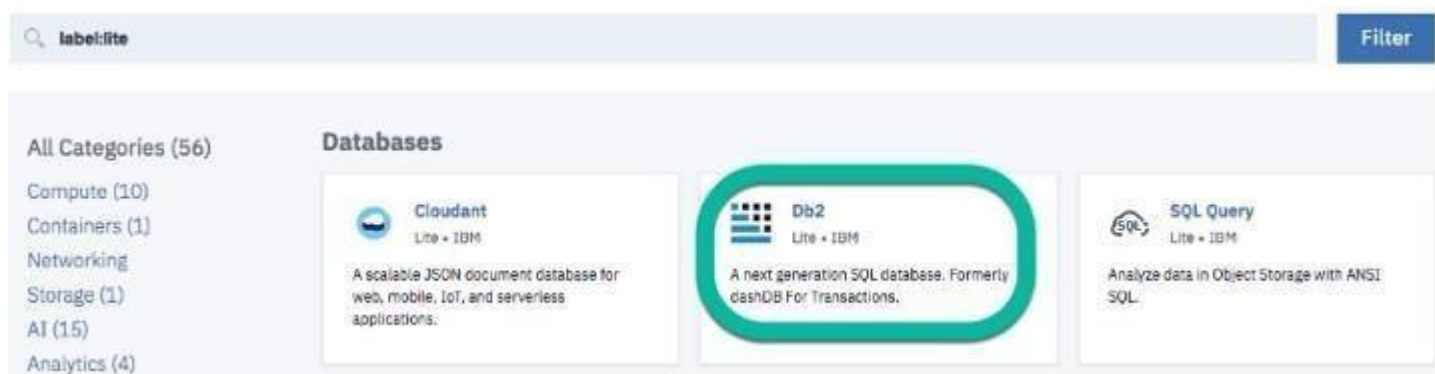 label:lite
Filter
All Categories (56)
Compute (10)
Containers (1)
Networking
Storage (1)
AI (15)
Analytics (4)
Databases
Cloudant
Lite • IBM
A scalable JSON document database for
web, mobile, IoT, and serverless
applications.
Db2
Lite • IBM
A next generation SQL database. Formerly
dashDB For Transactions.
SQL
SQL Query
Lite • IBM
Analyze data in Object Storage with ANSI
SQL.